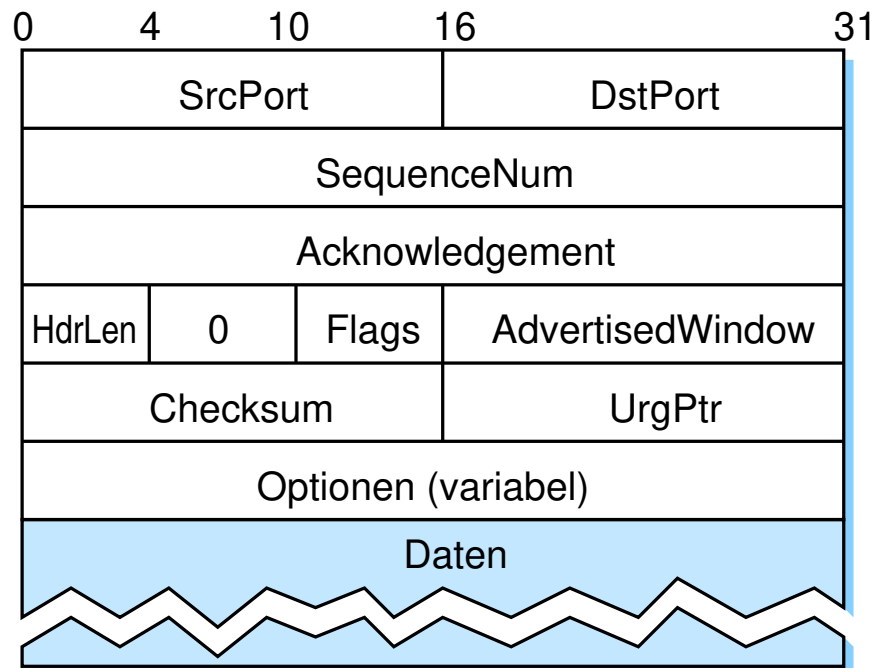 0 4 10 16 31
SrcPort DstPort
SequenceNum
Acknowledgement
HdrLen 0 Flags AdvertisedWindow
Checksum UrgPtr
Optionen (variabel)
Daten